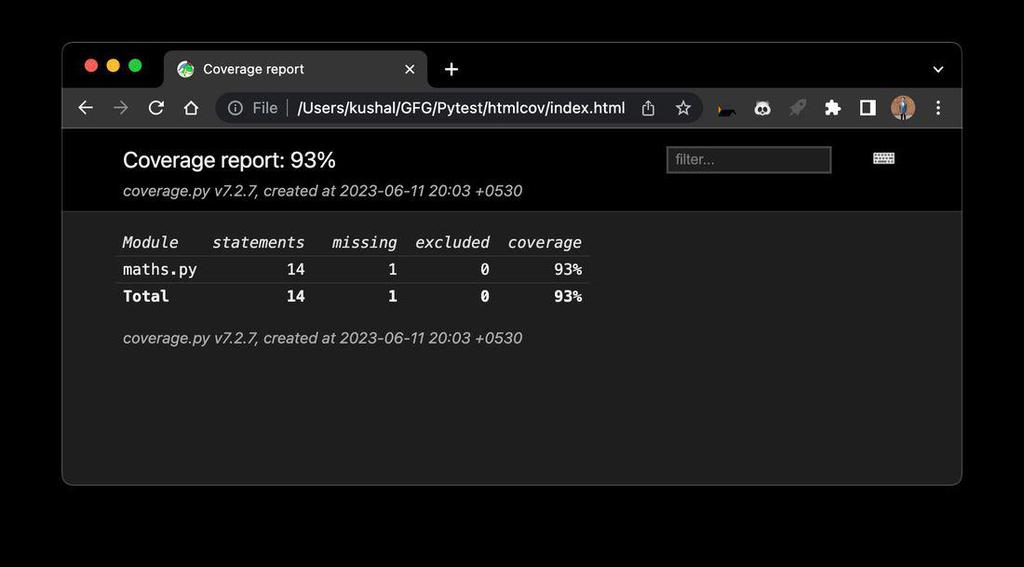 Coverage report
File /Users/kushal/GFG/Pytest/htmlcov/index.html
Coverage report: 93%
filter...
coverage.py v7.2.7, created at 2023-06-11 20:03 +0530
Module statements missing excluded coverage
maths.py 14 1 0 93%
Total 14 1 0 93%
coverage.py v7.2.7, created at 2023-06-11 20:03 +0530